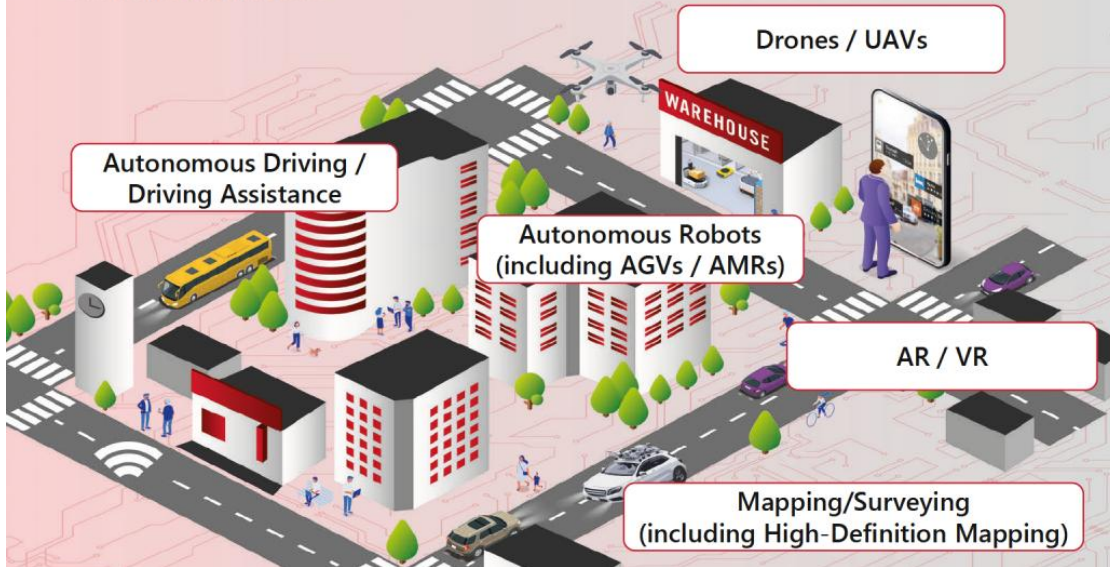 Drones / UAVs
WAREHOUSE
Autonomous Driving /
Driving Assistance
Autonomous Robots
(including AGVs / AMRs)
AR / VR
Mapping/Surveying
(including High-Definition Mapping)